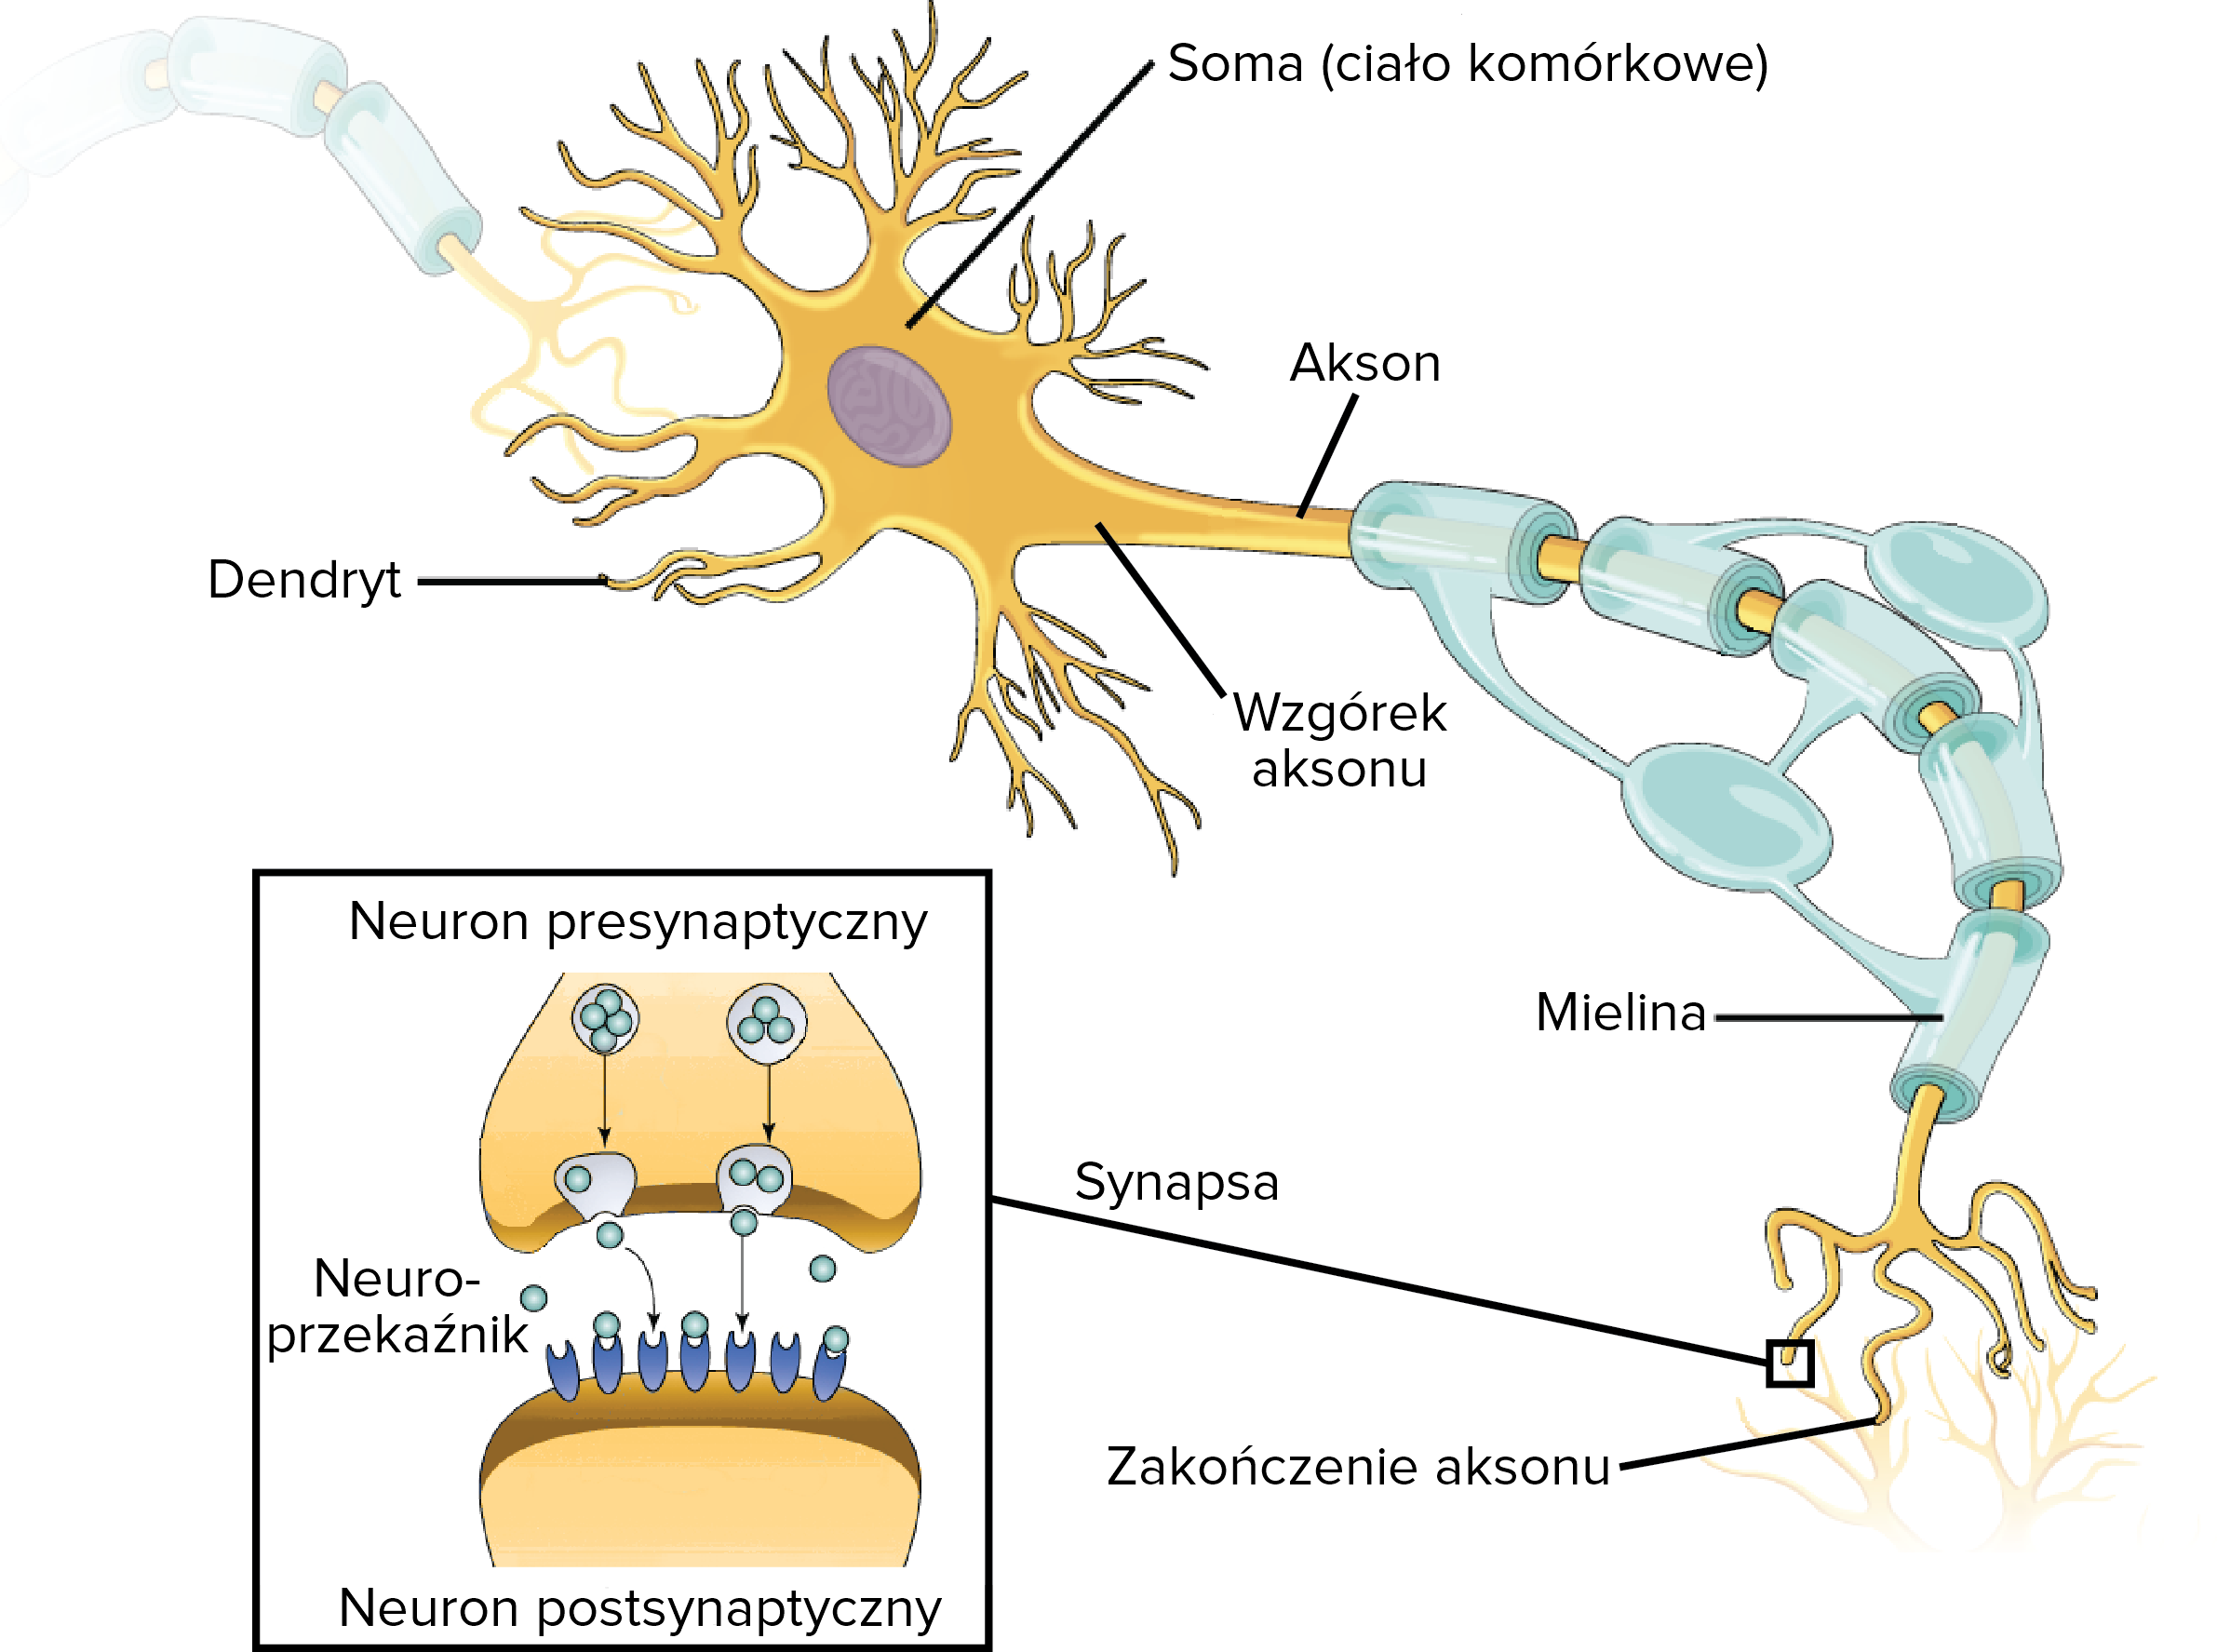 Soma (ciało komórkowe)
Akson
Dendryt
Wzgórek
aksonu
Neuron presynaptyczny
Mielina
Synapsa
Neuro-
przekaźnik
Zakończenie aksonu
Neuron postsynaptyczny